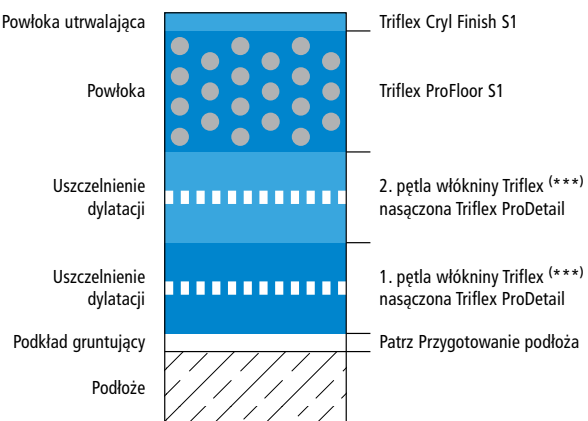 Powłoka utrwalająca
Triflex Cryl Finish S1
Powłoka
Triflex ProFloor S1
Uszczelnienie
dylatacji
2. pętla włókniny Triflex (***)
nasączona Triflex ProDetail
Uszczelnienie
dylatacji
1. pętla włókniny Triflex (***)
nasączona Triflex ProDetail
Podkład gruntujący
Patrz Przygotowanie podłoża
Podłoże